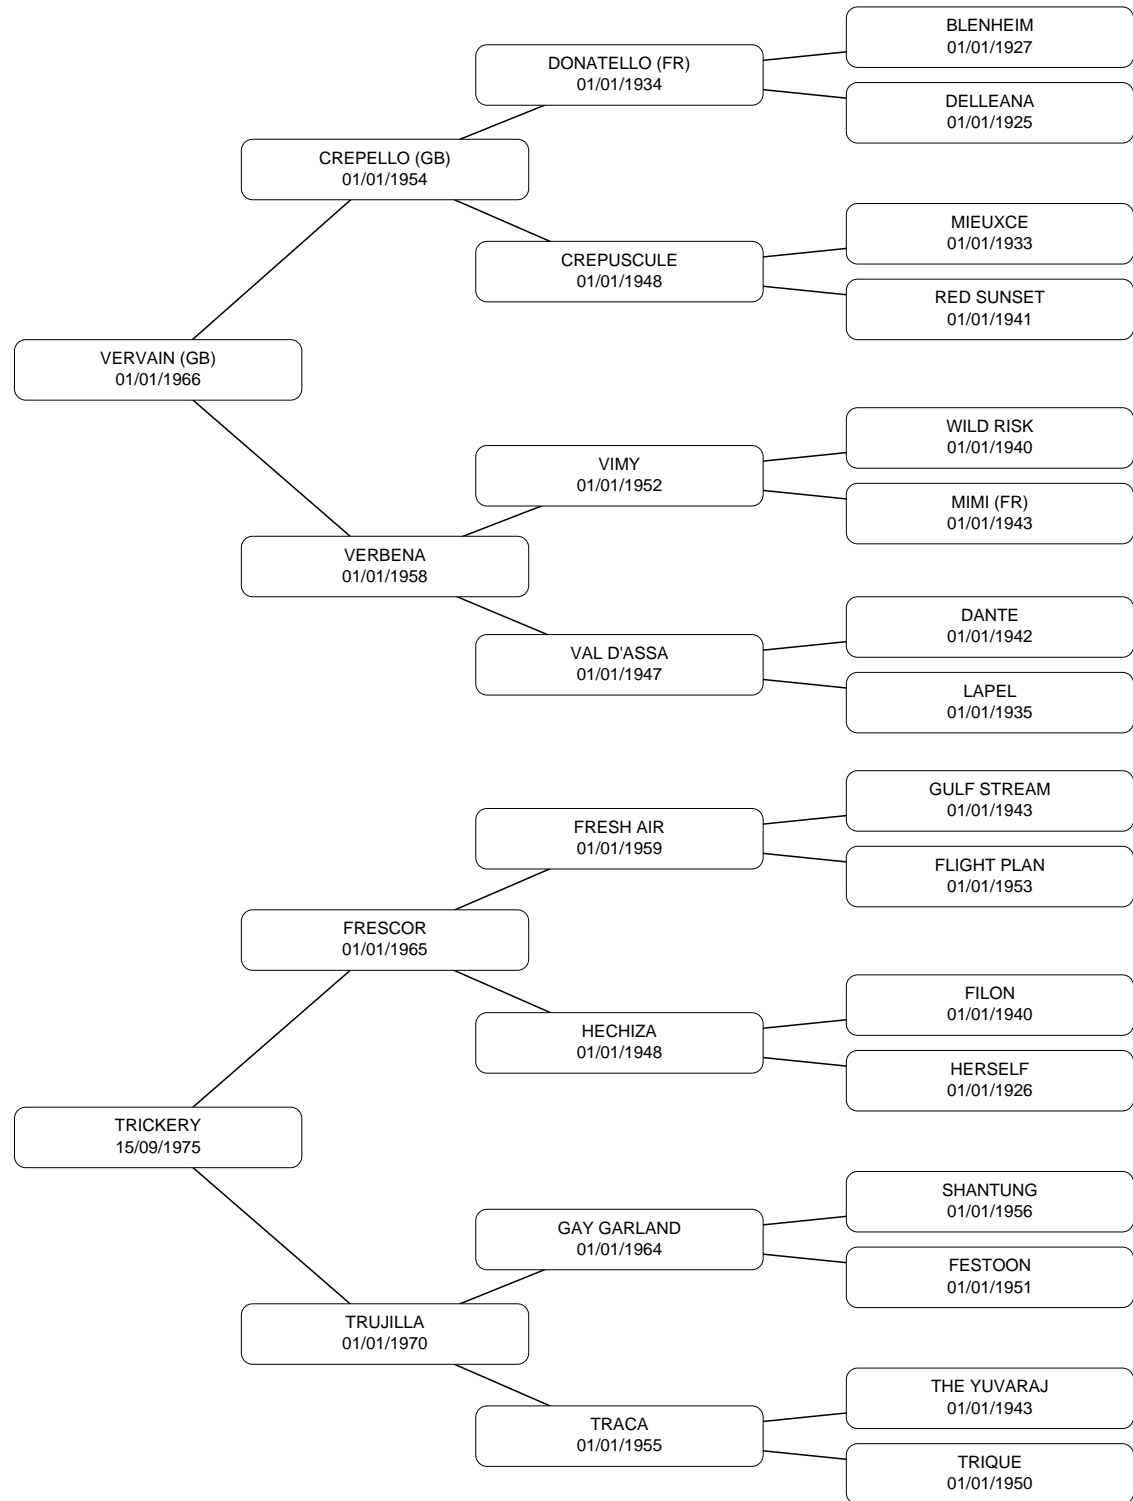 BLENHEIM
01/01/1927
DONATELLO (FR)
01/01/1934
DELLEANA
01/01/1925
CREPELLO (GB)
01/01/1954
MIEUXCE
01/01/1933
CREPUSCULE
01/01/1948
RED SUNSET
01/01/1941
VERVAIN (GB)
01/01/1966
WILD RISK
01/01/1940
VIMY
01/01/1952
MIMI (FR)
01/01/1943
VERBENA
01/01/1958
DANTE
01/01/1942
VAL D'ASSA
01/01/1947
LAPEL
01/01/1935
GULF STREAM
01/01/1943
FRESH AIR
01/01/1959
FLIGHT PLAN
01/01/1953
FRESCOR
01/01/1965
FILON
01/01/1940
HECHIZA
01/01/1948
HERSELF
01/01/1926
TRICKERY
15/09/1975
SHANTUNG
01/01/1956
GAY GARLAND
01/01/1964
FESTOON
01/01/1951
TRUJILLA
01/01/1970
THE YUVARAJ
01/01/1943
TRACA
01/01/1955
TRIQUE
01/01/1950